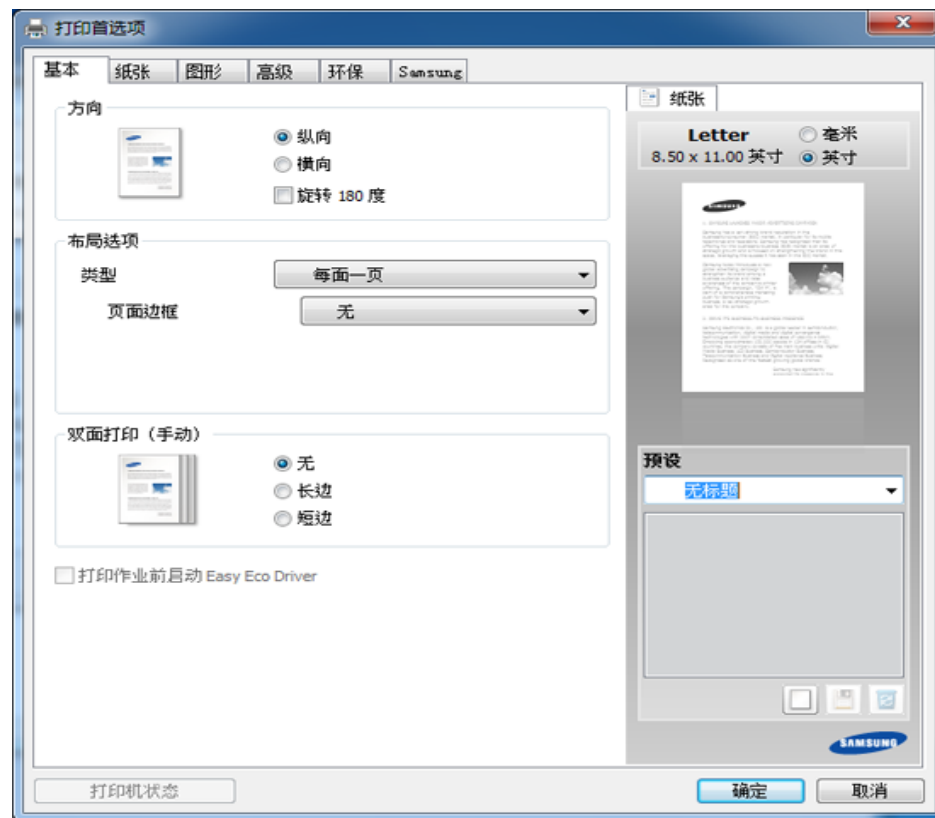 打印首选项
基本 纸张 图形 高级 环保 Samsung
方向
纵向
横向
旋转 180 度
布局选项
类型 每面一页
页面边框 无
双面打印（手动）
无
长边
短边
打印作业前启动 Easy Eco Driver
纸张
Letter 毫米
8.50 x 11.00 英寸 英寸
SAMSUNG
预设
无标题
SAMSUNG
打印机状态 确定 取消